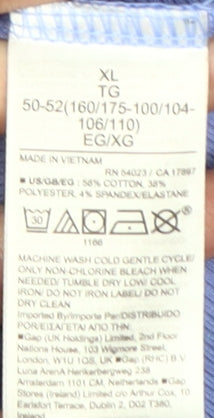 XL
TG
50-52(160/175-100/104-
106/110)
EG/XG
MADE IN VIETNAM
RN 54023 / CA 17897
■ US/GB/EG : 58% COTTON, 38%
POLYESTER, 4% SPANDEX/ELASTANE
30
1166
MACHINE WASH COLD GENTLE CYCLE/
ONLY NON-CHLORINE BLEACH WHEN
NEEDED/ TUMBLE DRY LOW/ COOL
IRON/ DO NOT IRON LABEL/ DO NOT
DRY CLEAN
Imported By/Importe Par/DISTRIBUIDO
POR/ΕΙΣΑΓΕΤΑΙ ΑΠΟ ΤΗΝ:
■Gap (UK Holdings) Limited, 2nd Floor
Nations House, 103 Wigmore Street,
London, W1U 1QS, UK ■Gap (RHC) B.V.
Luna ArenA Herikerbergweg 238
Amsterdam 1101 CM, Netherlands ■Gap
Stores (Ireland) Limited c/o Arthur Cox, 10
Earlsfort Terrace, Dublin 2, D02 T380,
Ireland